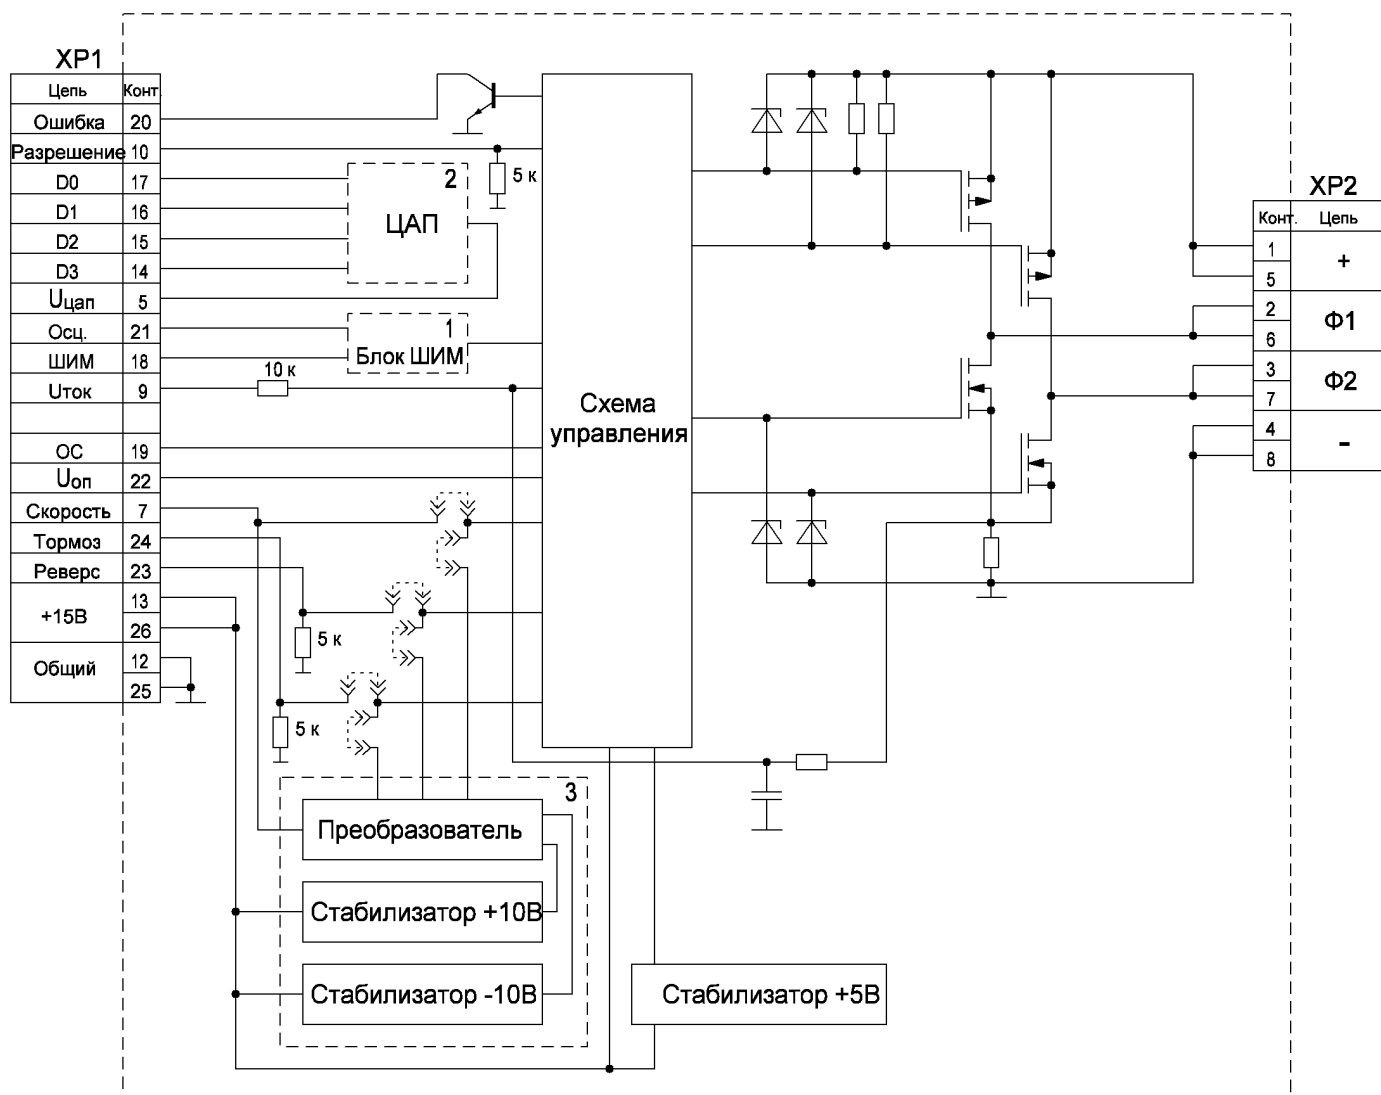 XP1
Цепь Конт.
Ошибка 20
Разрешение 10
D0 17
D1 16
D2 15
D3 14
Uцап 5
Осц. 21
ШИМ 18
Uток 9
ОС 19
Uоп 22
Скорость 7
Тормоз 24
Реверс 23
+15В 13
26
Общий 12
25
2
ЦАП
5 к
1
Блок ШИМ
10 к
Схема
управления
5 к
5 к
3
Преобразователь
Стабилизатор +10В
Стабилизатор -10В
Стабилизатор +5В
XP2
Конт. Цепь
1
+
5
2
Ф1
6
3
Ф2
7
4
-
8